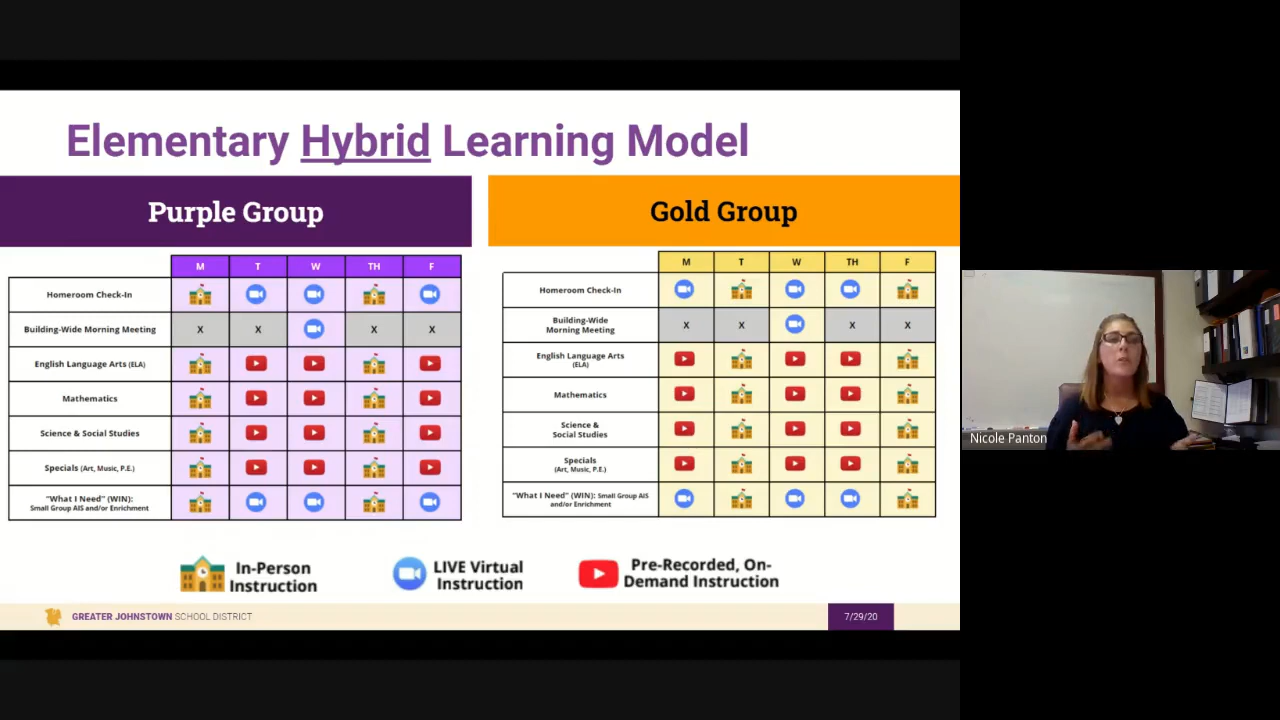 Elementary Hybrid Learning Model
Purple Group
M T W TH F
Homeroom Check-In
Building-Wide Morning Meeting X X X X
English Language Arts (ELA)
Mathematics
Science & Social Studies
Specials (Art, Music, P.E.)
"What I Need" (WIN):
Small Group AIS and/or Enrichment
Gold Group
M T W TH F
Homeroom Check-In
Building-Wide
Morning Meeting
X X X X
English Language Arts
(ELA)
Mathematics
Science &
Social Studies
Specials
(Art, Music, P.E.)
"What I Need" (WIN): Small Group AIS
and/or Enrichment
In-Person
Instruction
LIVE Virtual
Instruction
Pre-Recorded, On-
Demand Instruction
GREATER JOHNSTOWN SCHOOL DISTRICT
7/29/20
Nicole Panton